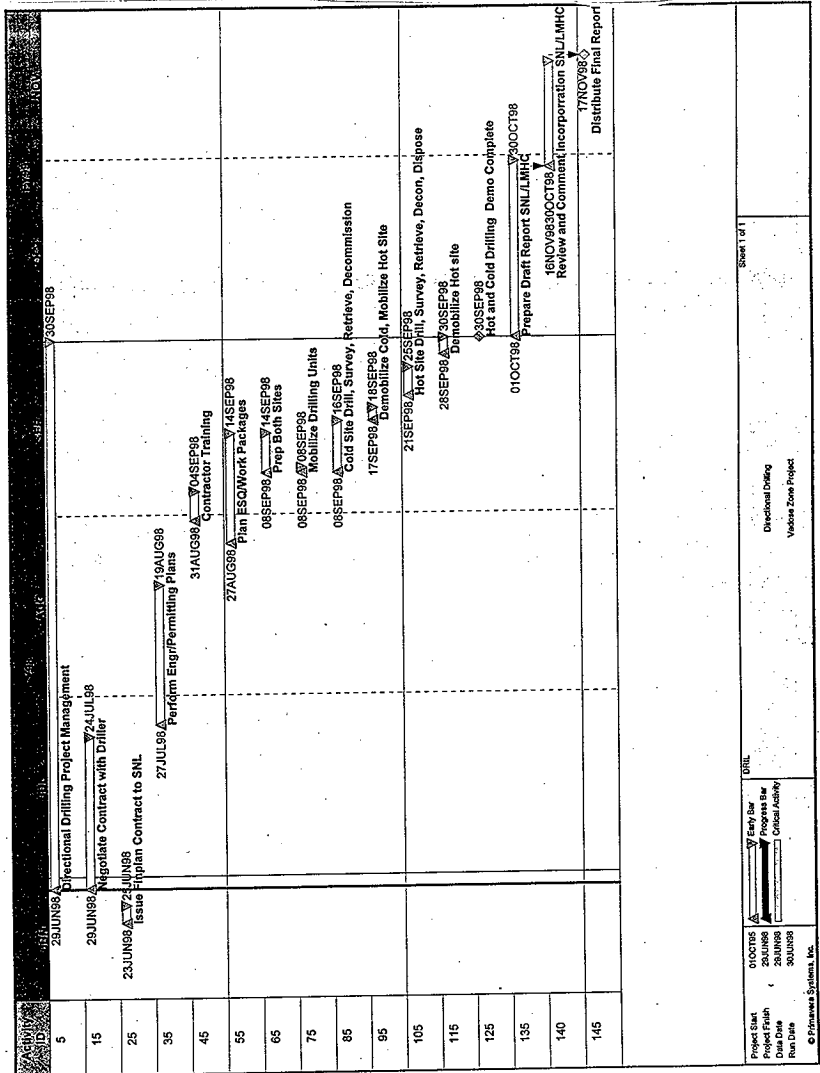 Activity ID
NOV
5
29JUN98
30SEP98
Directional Drilling Project Management
15
29JUN98
24JUL98
Negotiate Contract with Driller
25
23JUN98
25JUN98
Issue Finplan Contract to SNL
35
27JUL98
19AUG98
Perform Engr/Permitting Plans
45
31AUG98
04SEP98
Contractor Training
55
27AUG98
14SEP98
Plan ESQ/Work Packages
65
08SEP98
14SEP98
Prep Both Sites
75
08SEP98
08SEP98
Mobilize Drilling Units
85
08SEP98
16SEP98
Cold Site Drill, Survey, Retrieve, Decommission
95
17SEP98
18SEP98
Demobilize Cold, Mobilize Hot Site
105
21SEP98
25SEP98
Hot Site Drill, Survey, Retrieve, Decon, Dispose
115
28SEP98
30SEP98
Demobilize Hot site
125
30SEP98
Hot and Cold Drilling Demo Complete
135
01OCT98
30OCT98
Prepare Draft Report SNL/LMHC
140
16NOV9830OCT98
Review and Comment Incorporration SNL/LMHC
145
17NOV98
Distribute Final Report
Project Start 01OCT95
Project Finish 29JUN98
Data Date 29JUN98
Run Date 30JUN98
© Primavera Systems, Inc.
Early Bar
Progress Bar
Critical Activity
DRIL
Directional Drilling
Vadose Zone Project
Sheet 1 of 1